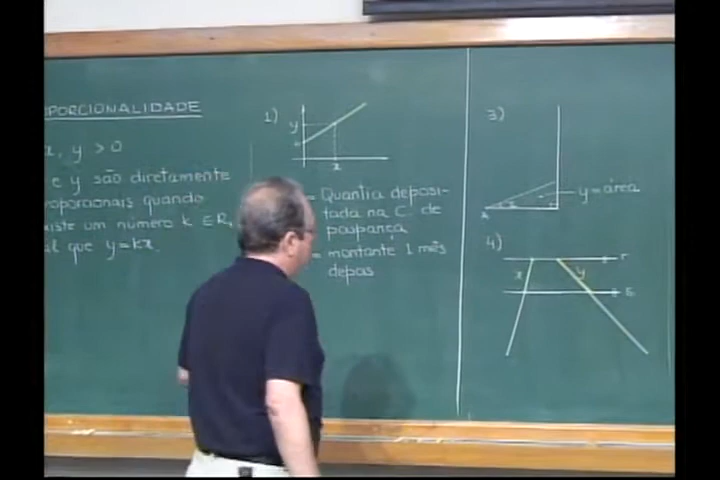 PORCIONALIDADE
x, y > 0
e y são diretamente
roporcionais quando
xiste um número k ∈ R,
al que y = kx.
1)
y
x
= Quantia deposi-
tada na C. de
poupança
= montante 1 mês
depois
3)
y = área
4)
r
x
y
s